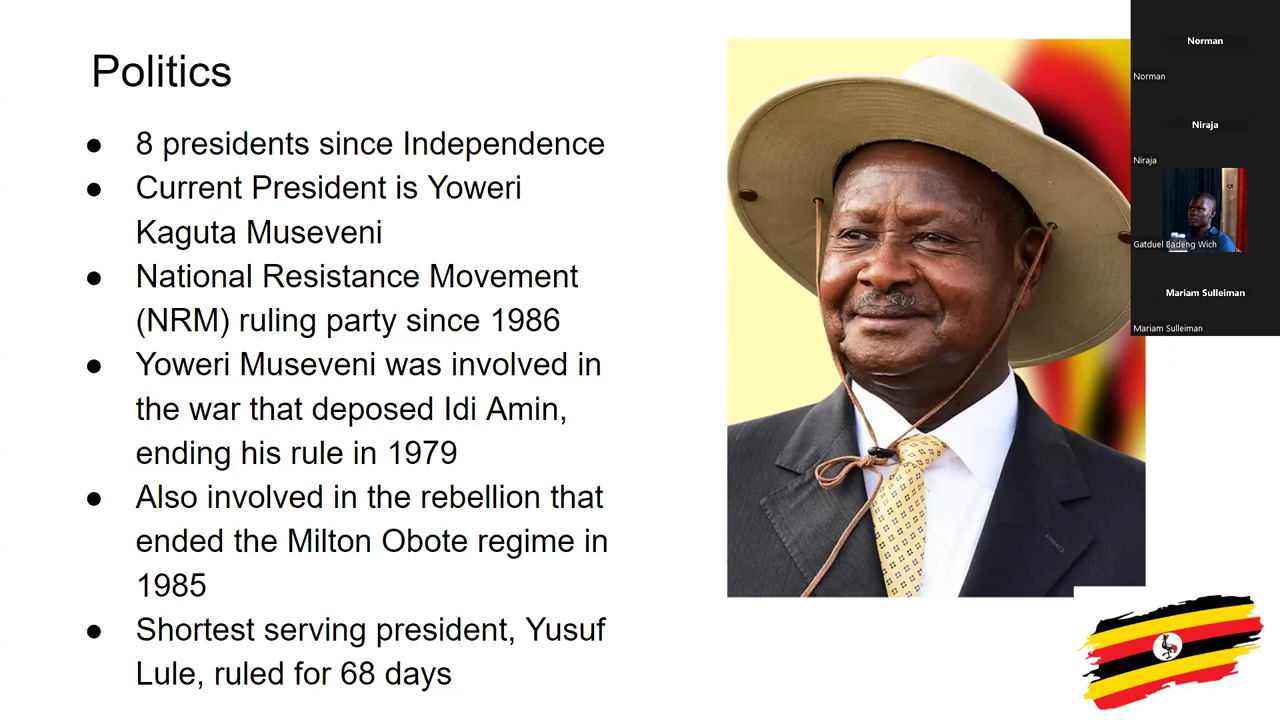 Politics
● 8 presidents since Independence
● Current President is Yoweri
Kaguta Museveni
● National Resistance Movement
(NRM) ruling party since 1986
● Yoweri Museveni was involved in
the war that deposed Idi Amin,
ending his rule in 1979
● Also involved in the rebellion that
ended the Milton Obote regime in
1985
● Shortest serving president, Yusuf
Lule, ruled for 68 days
Norman
Norman
Niraja
Niraja
Gatduel Badeng Wich
Mariam Sulleiman
Mariam Sulleiman